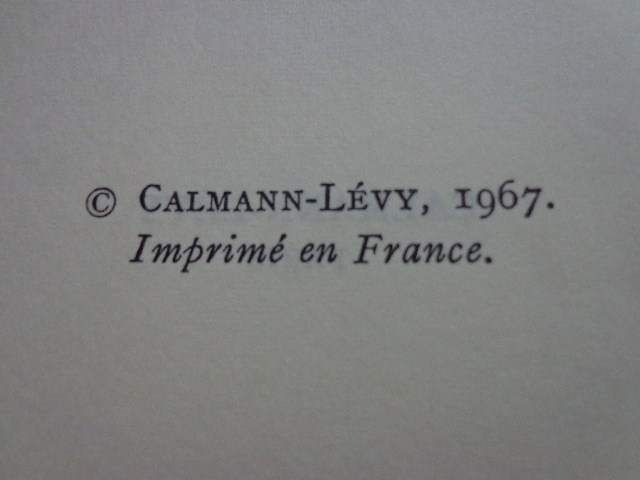 © Calmann-Lévy, 1967.
Imprimé en France.